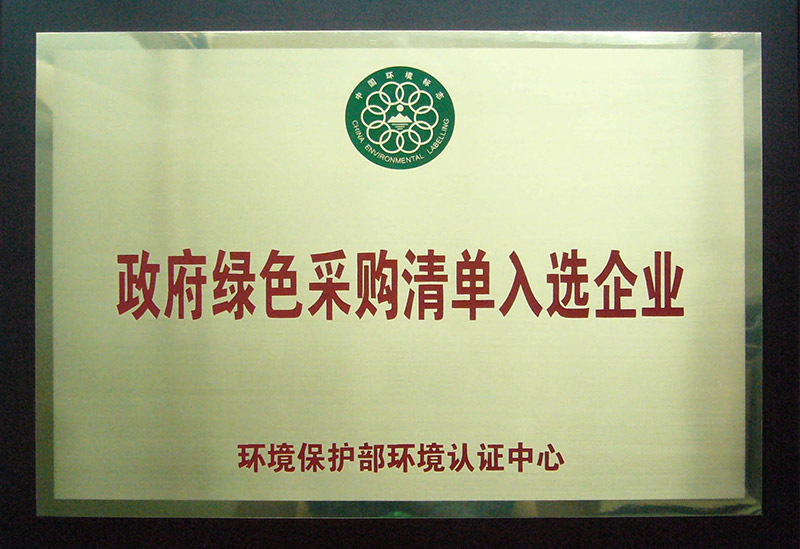 中国环境标志
CHINA ENVIRONMENTAL LABELLING
政府绿色采购清单入选企业
环境保护部环境认证中心